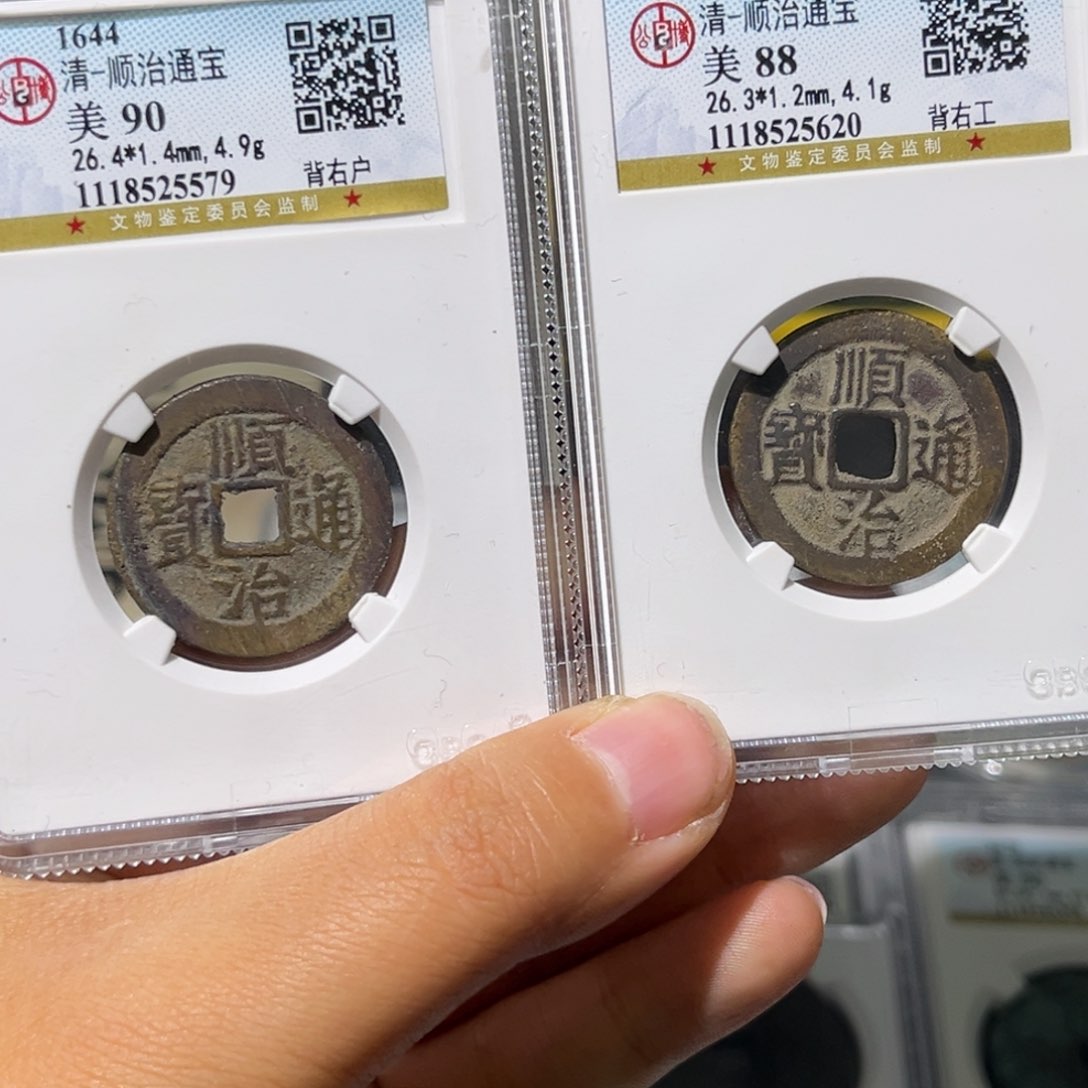 1644
清-顺治通宝
美 90
26.4*1.4mm,4.9g
1118525579
背右户
★ 文物鉴定委员会监制 ★
清-顺治通宝
美 88
26.3*1.2mm,4.1g
1118525620
背右工
★ 文物鉴定委员会监制 ★
順治通寶
順治通寶